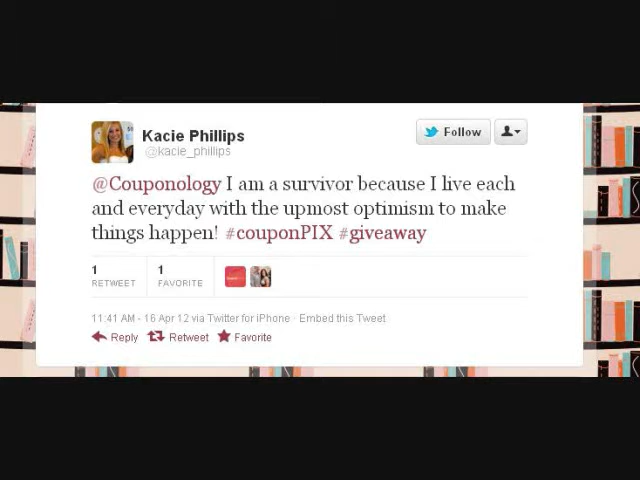 Kacie Phillips
@kacie_phillips
Follow
@Couponology I am a survivor because I live each
and everyday with the upmost optimism to make
things happen! #couponPIX #giveaway
1 1
RETWEET FAVORITE
11:41 AM - 16 Apr 12 via Twitter for iPhone · Embed this Tweet
Reply Retweet Favorite